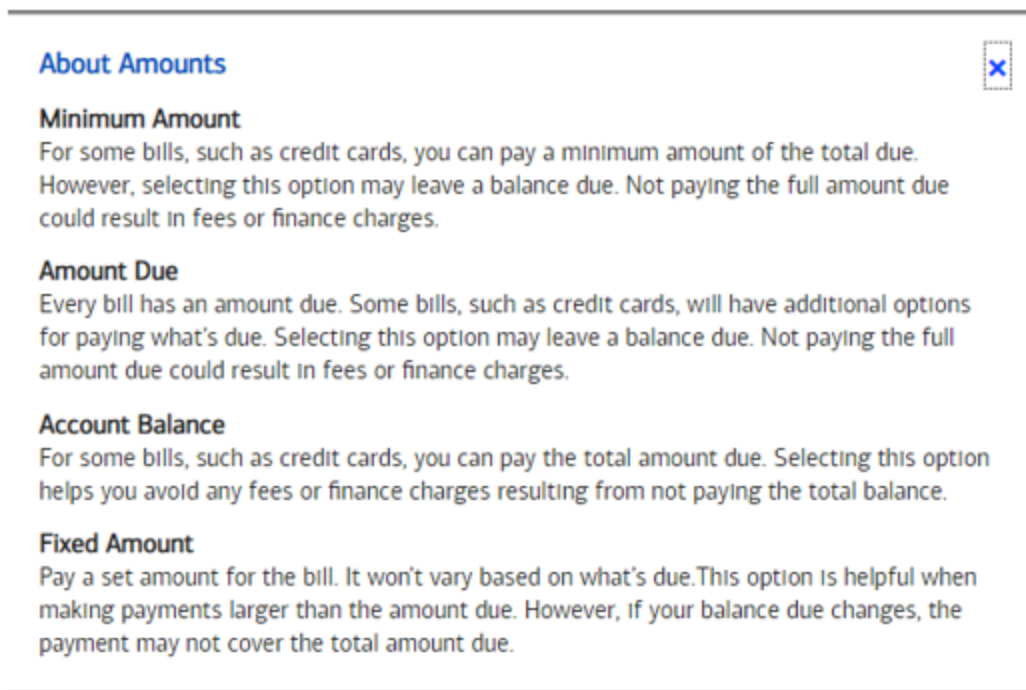 About Amounts
Minimum Amount
For some bills, such as credit cards, you can pay a minimum amount of the total due.
However, selecting this option may leave a balance due. Not paying the full amount due
could result in fees or finance charges.
Amount Due
Every bill has an amount due. Some bills, such as credit cards, will have additional options
for paying what's due. Selecting this option may leave a balance due. Not paying the full
amount due could result in fees or finance charges.
Account Balance
For some bills, such as credit cards, you can pay the total amount due. Selecting this option
helps you avoid any fees or finance charges resulting from not paying the total balance.
Fixed Amount
Pay a set amount for the bill. It won't vary based on what's due.This option is helpful when
making payments larger than the amount due. However, if your balance due changes, the
payment may not cover the total amount due.